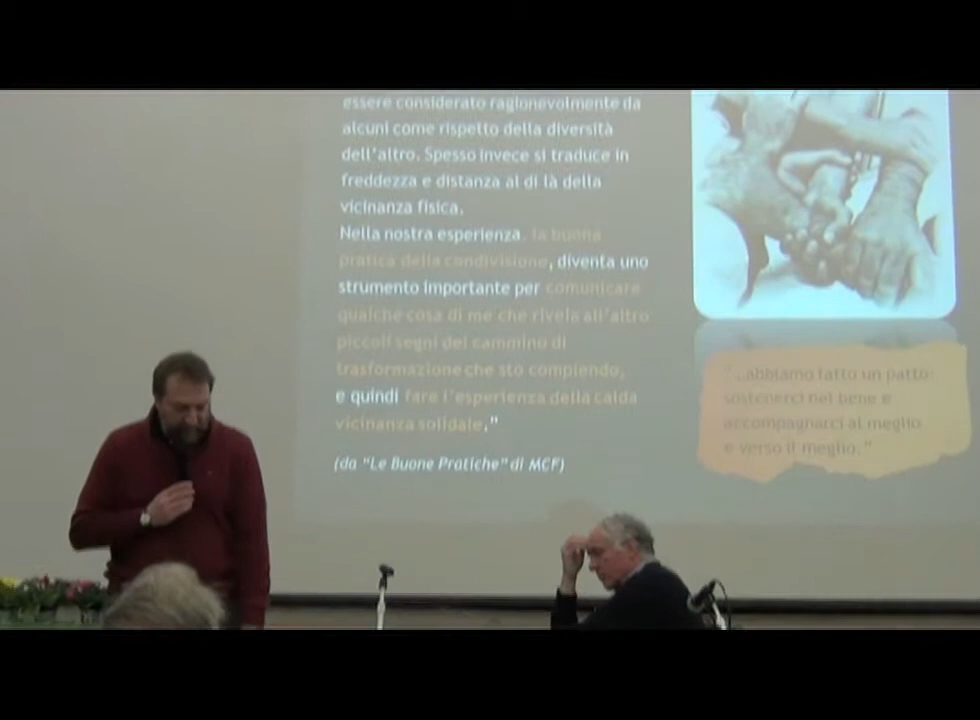 essere considerato ragionevolmente da
alcuni come rispetto della diversità
dell'altro. Spesso invece si traduce in
freddezza e distanza al di là della
vicinanza fisica.
Nella nostra esperienza, la buona
pratica della condivisione, diventa uno
strumento importante per comunicare
qualche cosa di me che rivela all'altro
piccoli segni del cammino di
trasformazione che sto compiendo,
e quindi fare l'esperienza della calda
vicinanza solidale."
(da "Le Buone Pratiche" di MCF)
"…abbiamo fatto un patto:
sostenerci nel bene e
accompagnarci al meglio
e verso il meglio."